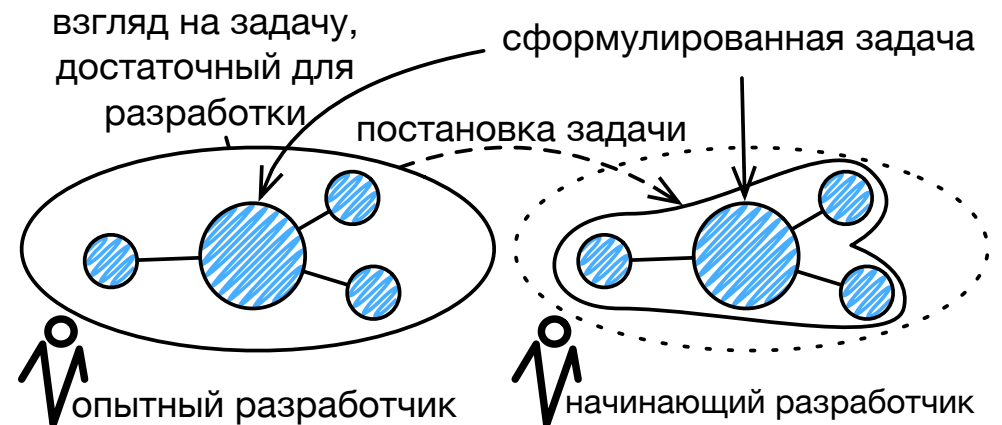 взгляд на задачу,
достаточный для
разработки
сформулированная задача
постановка задачи
опытный разработчик
начинающий разработчик